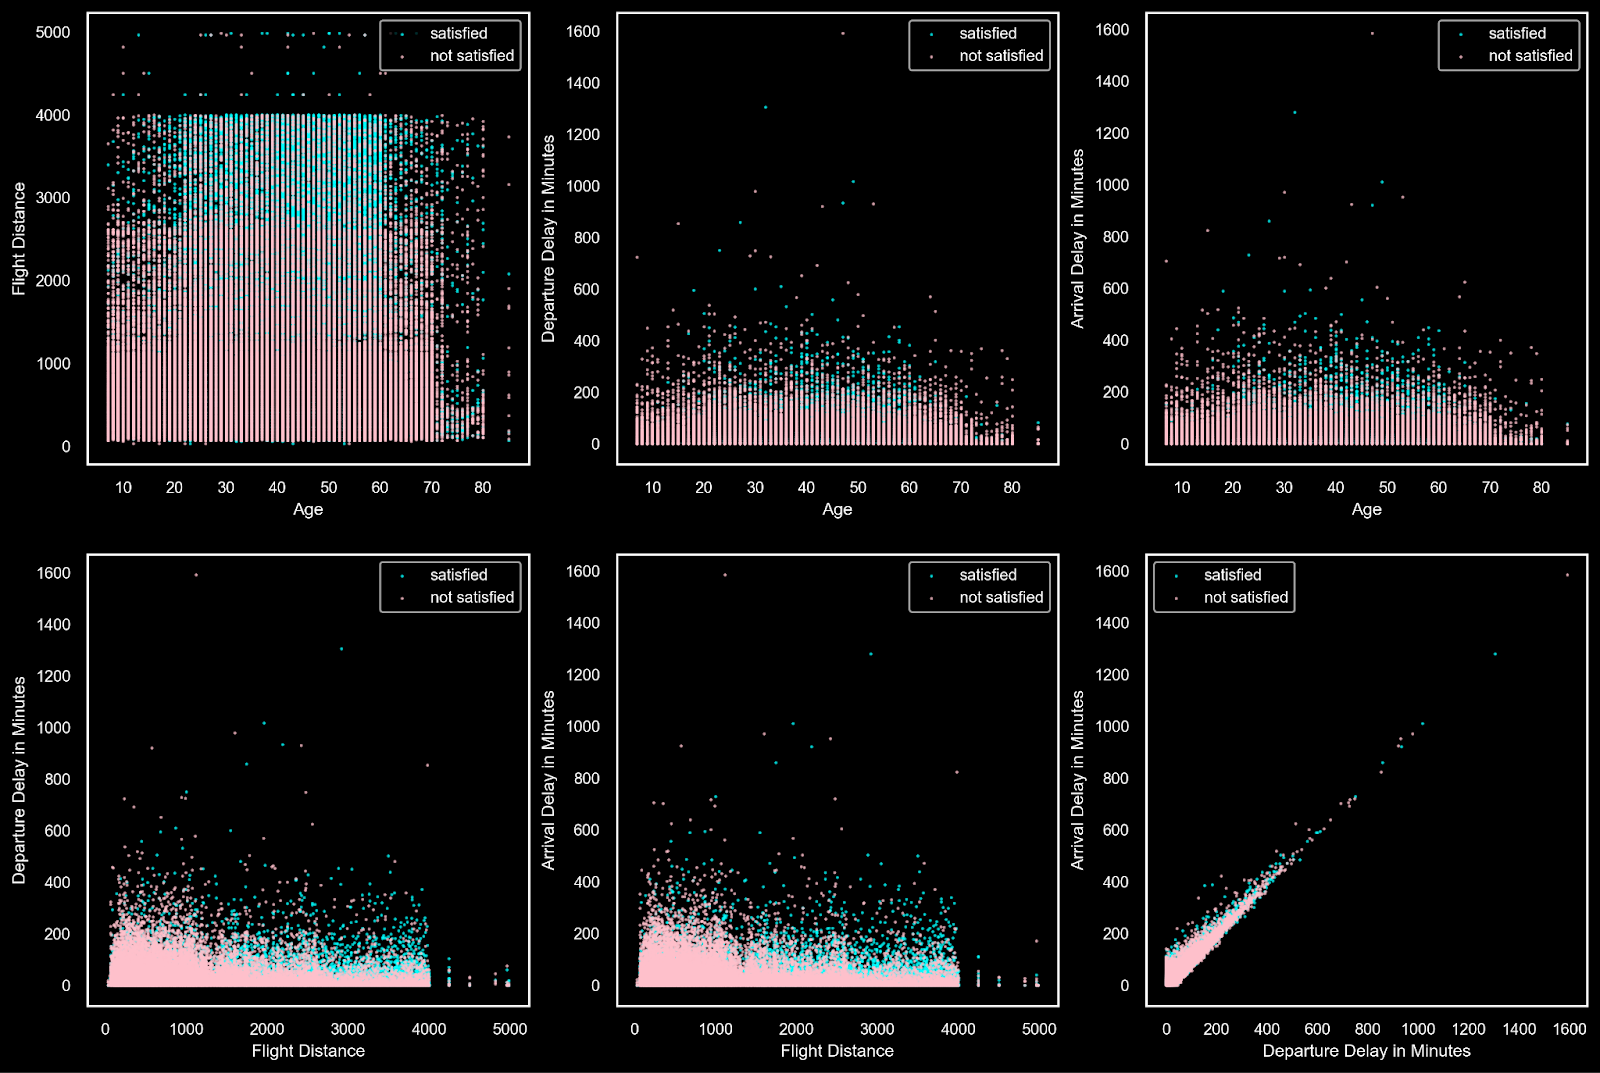 5000
4000
3000
2000
1000
0
Flight Distance
satisfied
not satisfied
10 20 30 40 50 60 70 80
Age
1600
1400
1200
1000
800
600
400
200
0
Departure Delay in Minutes
satisfied
not satisfied
10 20 30 40 50 60 70 80
Age
1600
1400
1200
1000
800
600
400
200
0
Arrival Delay in Minutes
satisfied
not satisfied
10 20 30 40 50 60 70 80
Age
1600
1400
1200
1000
800
600
400
200
0
Departure Delay in Minutes
satisfied
not satisfied
0 1000 2000 3000 4000 5000
Flight Distance
1600
1400
1200
1000
800
600
400
200
0
Arrival Delay in Minutes
satisfied
not satisfied
0 1000 2000 3000 4000 5000
Flight Distance
1600
1400
1200
1000
800
600
400
200
0
Arrival Delay in Minutes
satisfied
not satisfied
0 200 400 600 800 1000 1200 1400 1600
Departure Delay in Minutes